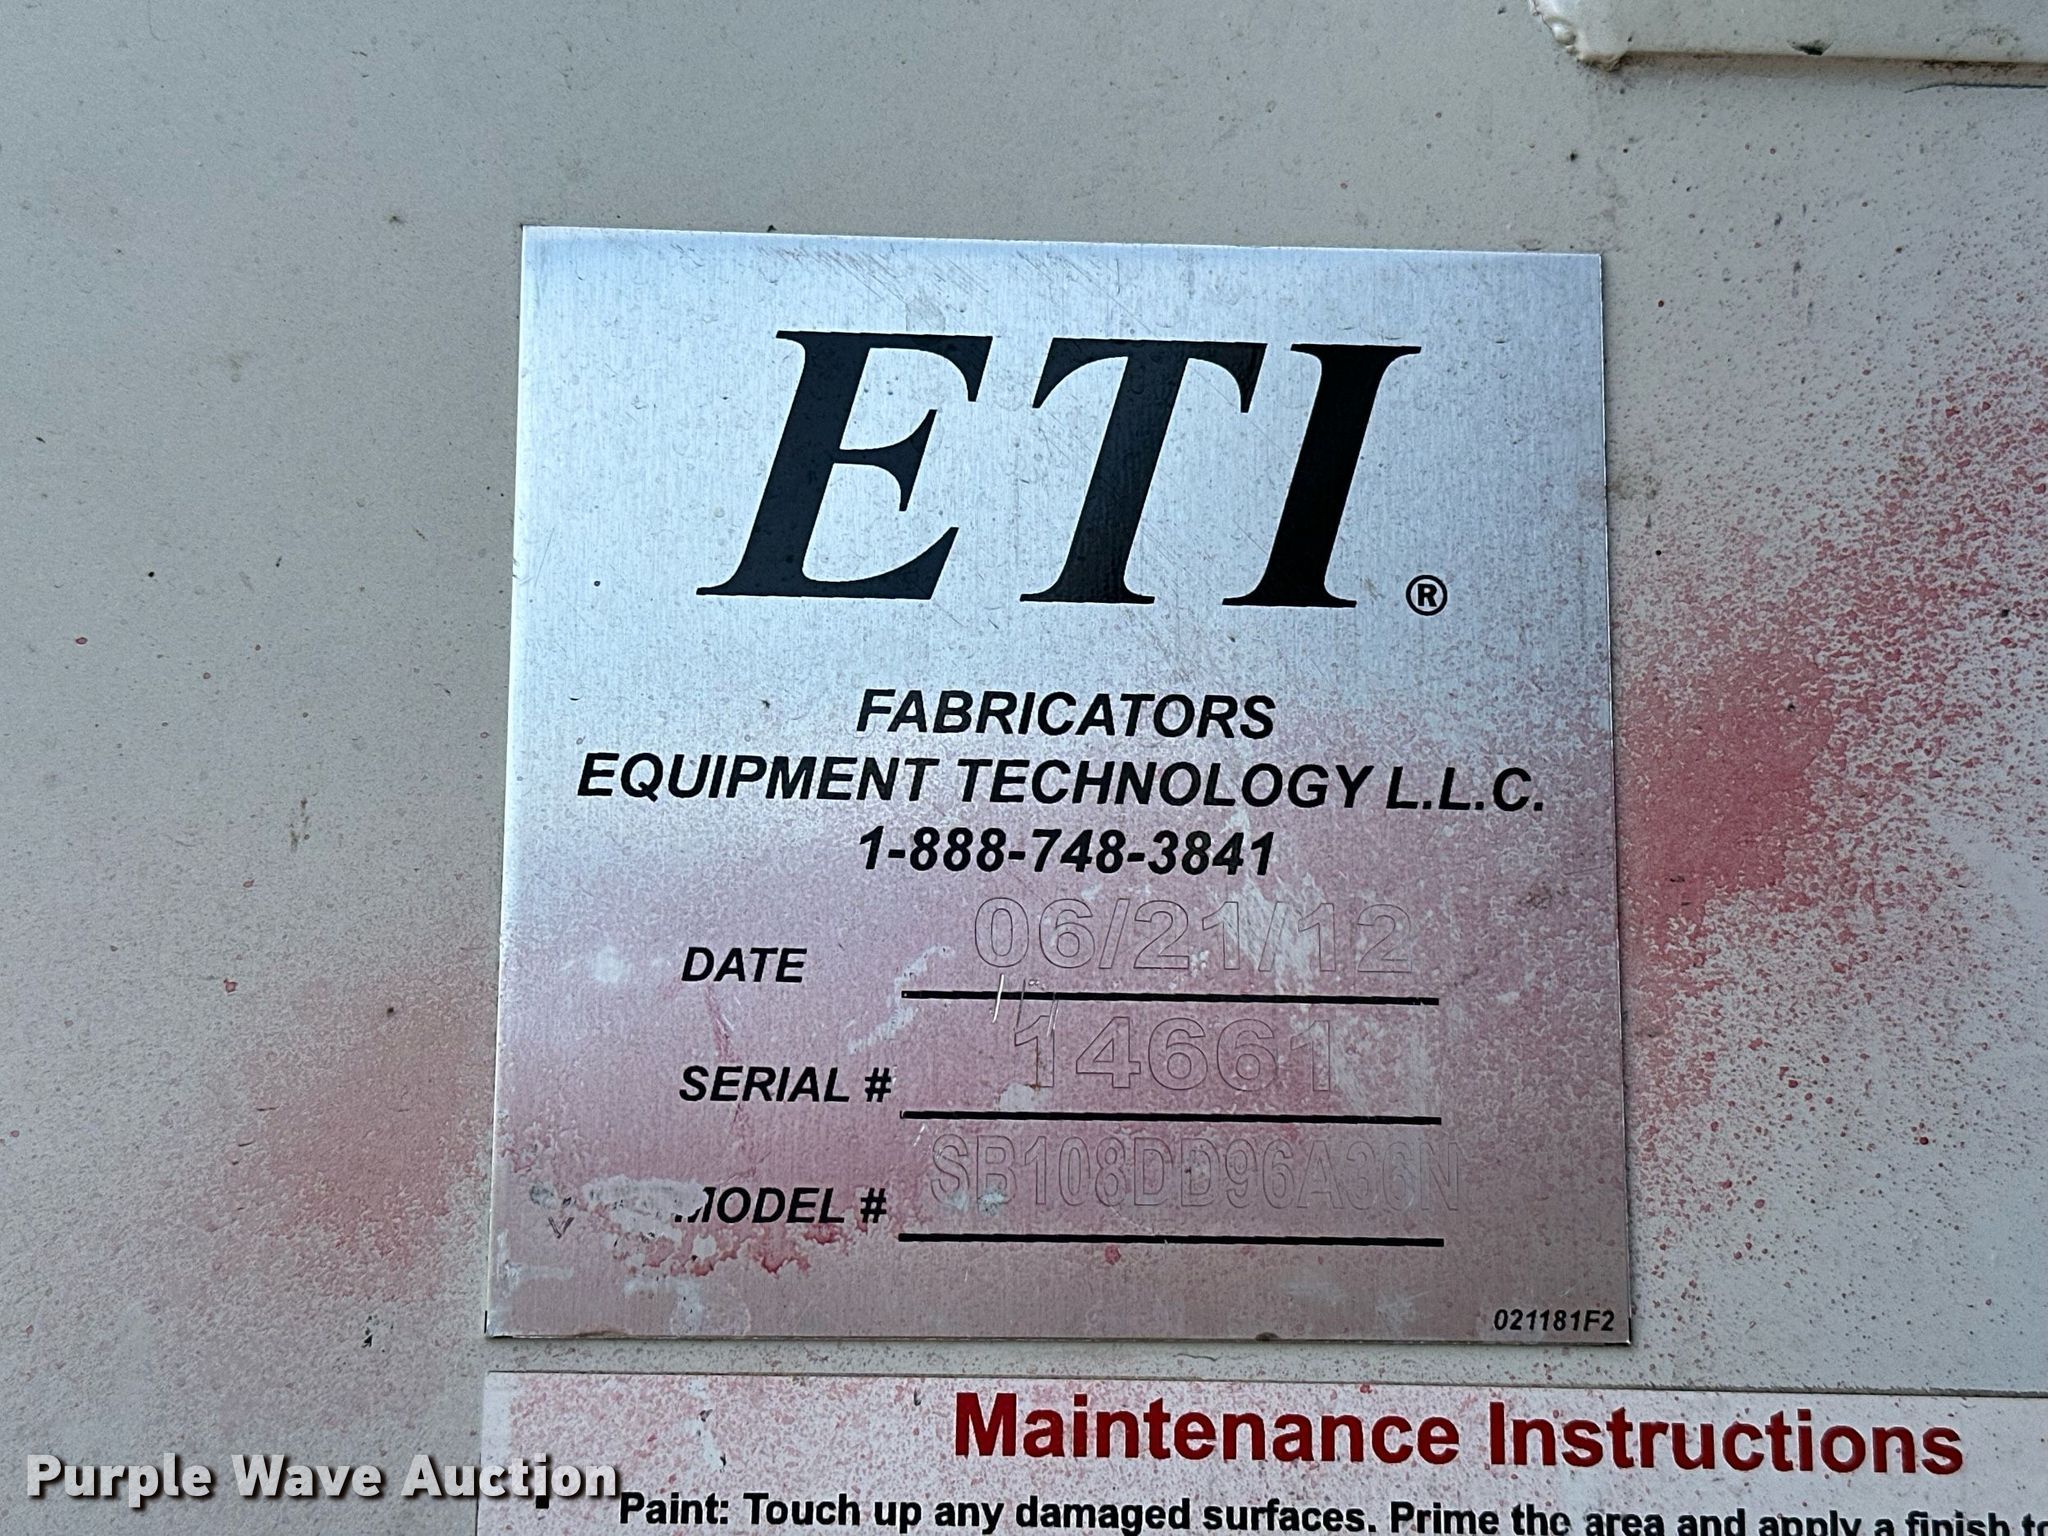 ETI®
FABRICATORS
EQUIPMENT TECHNOLOGY L.L.C.
1-888-748-3841
DATE 06/21/12
SERIAL # 14661
MODEL # SB108DD96A36N
021181F2
Maintenance Instructions
Paint: Touch up any damaged surfaces. Prime the area and apply a finish to
Purple Wave Auction